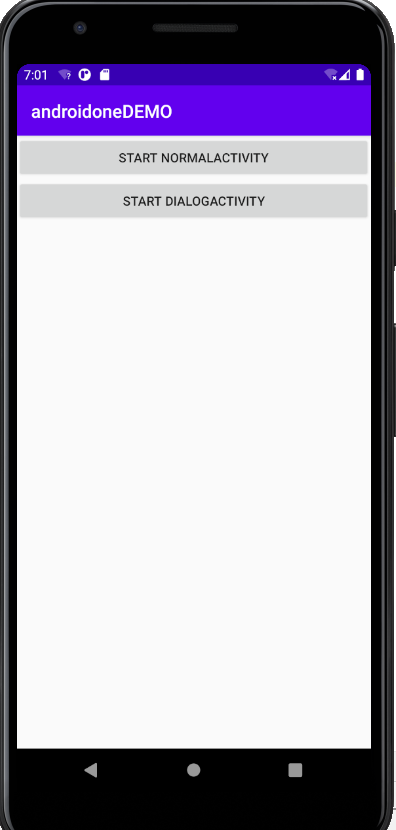 7:01
androidoneDEMO
START NORMALACTIVITY
START DIALOGACTIVITY